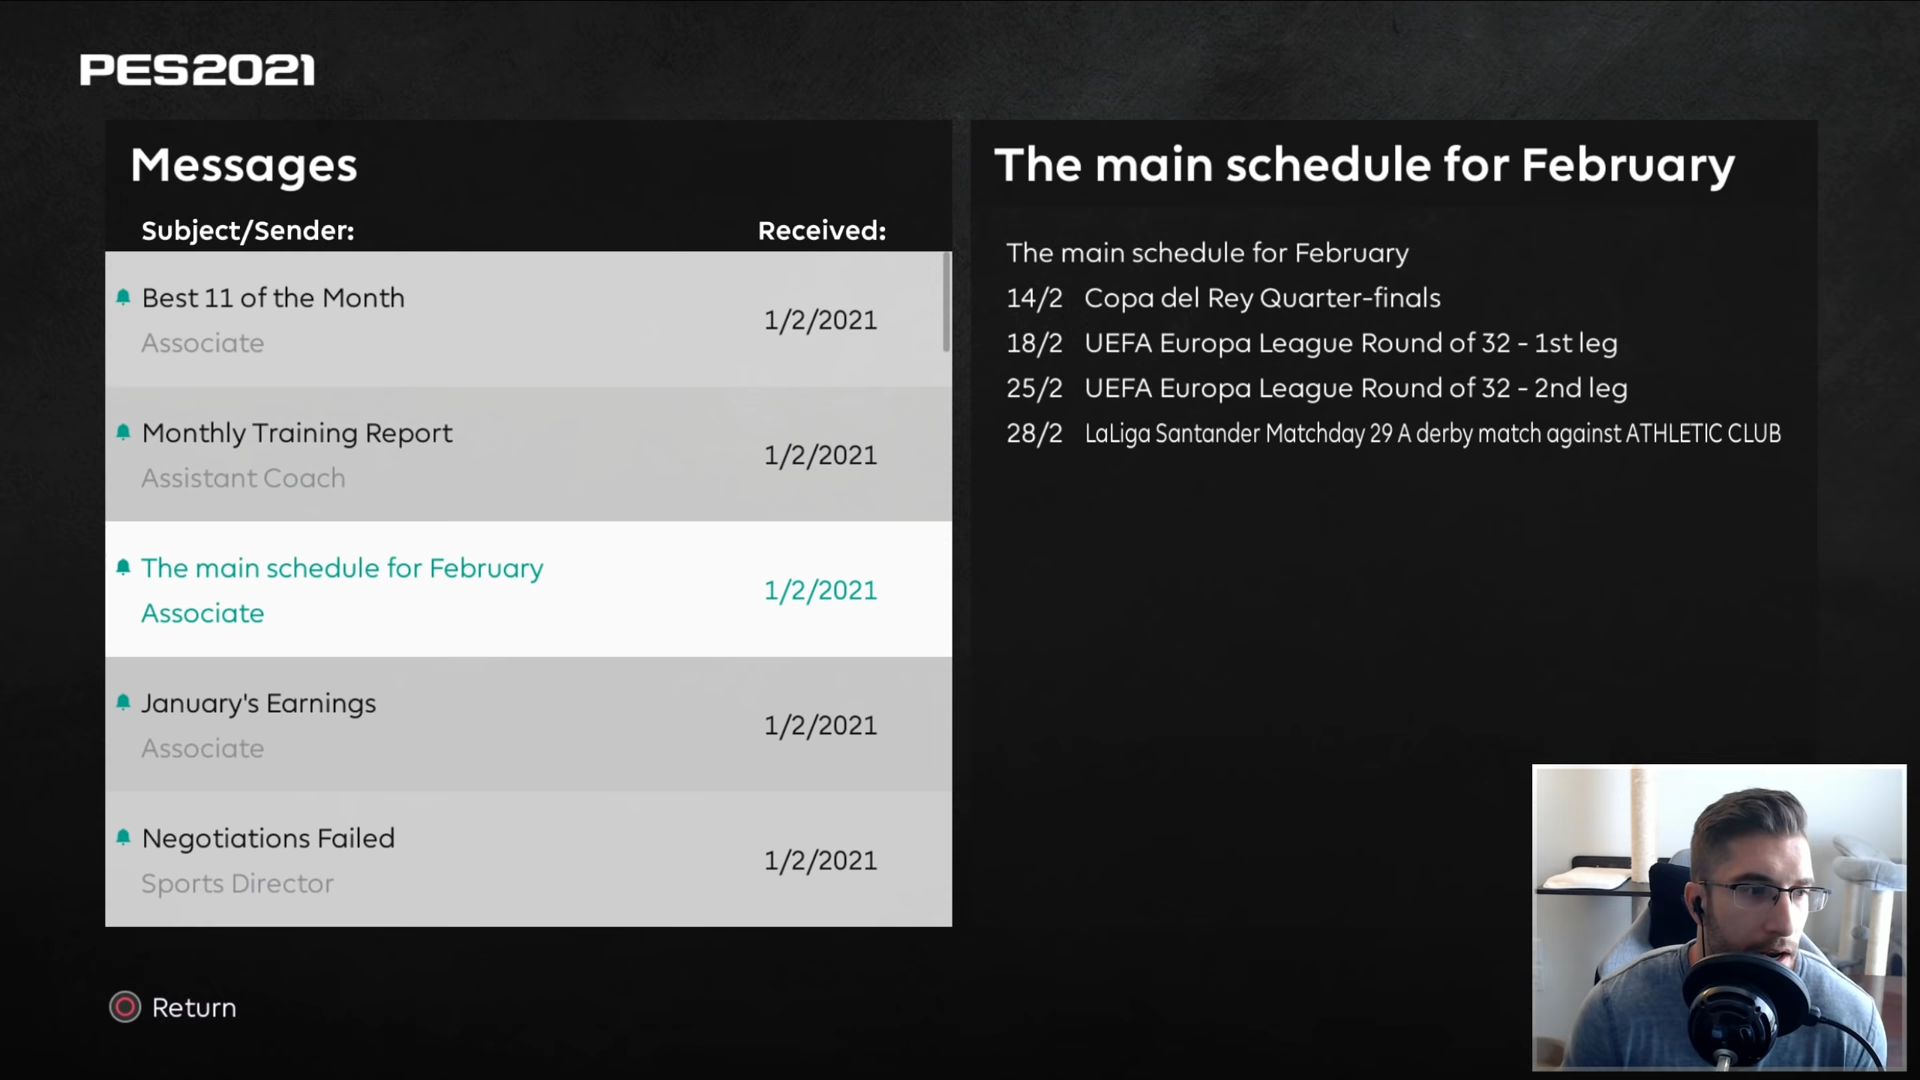 PES2021
Messages
Subject/Sender:
Received:
Best 11 of the Month
Associate
1/2/2021
Monthly Training Report
Assistant Coach
1/2/2021
The main schedule for February
Associate
1/2/2021
January's Earnings
Associate
1/2/2021
Negotiations Failed
Sports Director
1/2/2021
The main schedule for February
The main schedule for February
14/2 Copa del Rey Quarter-finals
18/2 UEFA Europa League Round of 32 - 1st leg
25/2 UEFA Europa League Round of 32 - 2nd leg
28/2 LaLiga Santander Matchday 29 A derby match against ATHLETIC CLUB
Return